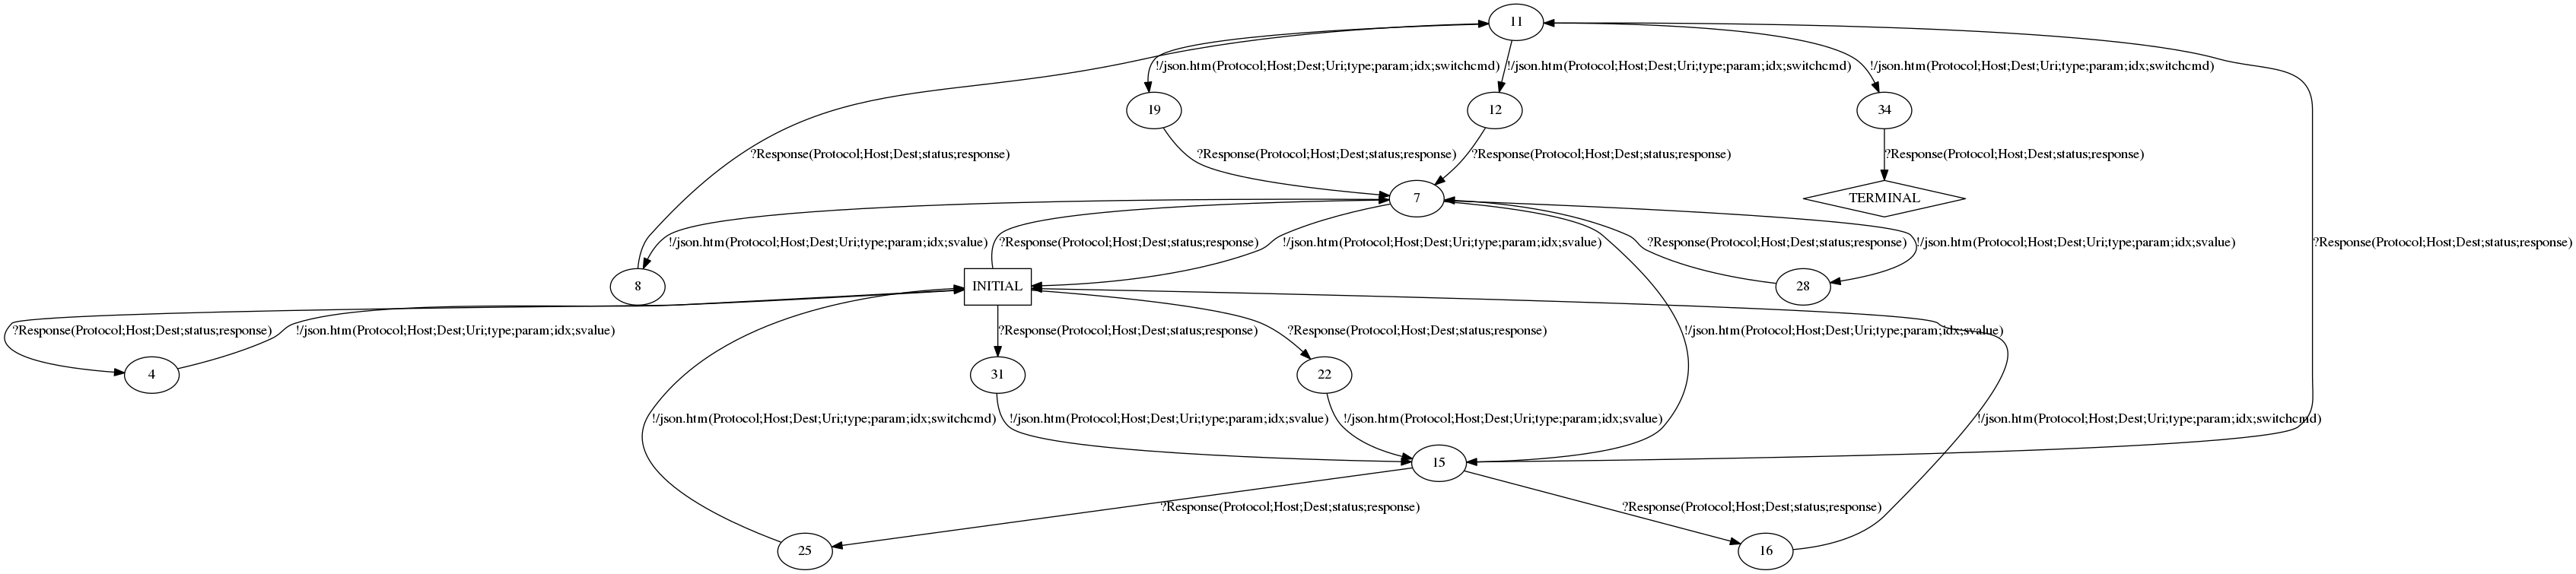 11
!/json.htm(Protocol;Host;Dest;Uri;type;param;idx;switchcmd)
!/json.htm(Protocol;Host;Dest;Uri;type;param;idx;switchcmd)
!/json.htm(Protocol;Host;Dest;Uri;type;param;idx;switchcmd)
19
12
34
?Response(Protocol;Host;Dest;status;response)
?Response(Protocol;Host;Dest;status;response)
?Response(Protocol;Host;Dest;status;response)
?Response(Protocol;Host;Dest;status;response)
7
TERMINAL
!/json.htm(Protocol;Host;Dest;Uri;type;param;idx;svalue)
?Response(Protocol;Host;Dest;status;response)
!/json.htm(Protocol;Host;Dest;Uri;type;param;idx;svalue)
?Response(Protocol;Host;Dest;status;response)
!/json.htm(Protocol;Host;Dest;Uri;type;param;idx;svalue)
?Response(Protocol;Host;Dest;status;response)
8
INITIAL
28
?Response(Protocol;Host;Dest;status;response)
!/json.htm(Protocol;Host;Dest;Uri;type;param;idx;svalue)
?Response(Protocol;Host;Dest;status;response)
?Response(Protocol;Host;Dest;status;response)
!/json.htm(Protocol;Host;Dest;Uri;type;param;idx;svalue)
4
31
22
!/json.htm(Protocol;Host;Dest;Uri;type;param;idx;switchcmd)
!/json.htm(Protocol;Host;Dest;Uri;type;param;idx;svalue)
!/json.htm(Protocol;Host;Dest;Uri;type;param;idx;svalue)
!/json.htm(Protocol;Host;Dest;Uri;type;param;idx;switchcmd)
15
?Response(Protocol;Host;Dest;status;response)
?Response(Protocol;Host;Dest;status;response)
25
16